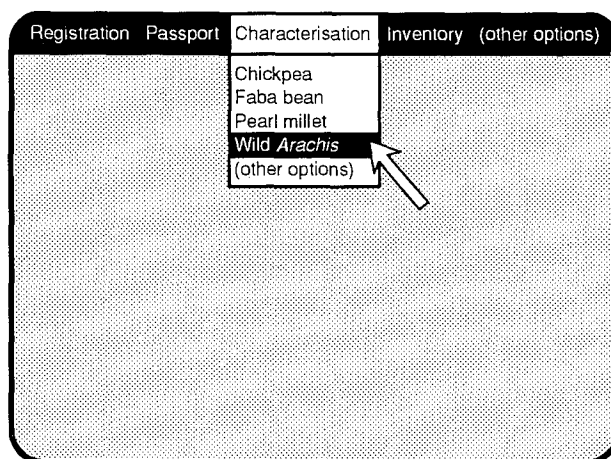 Registration Passport Characterisation Inventory (other options)
Chickpea
Faba bean
Pearl millet
Wild Arachis
(other options)